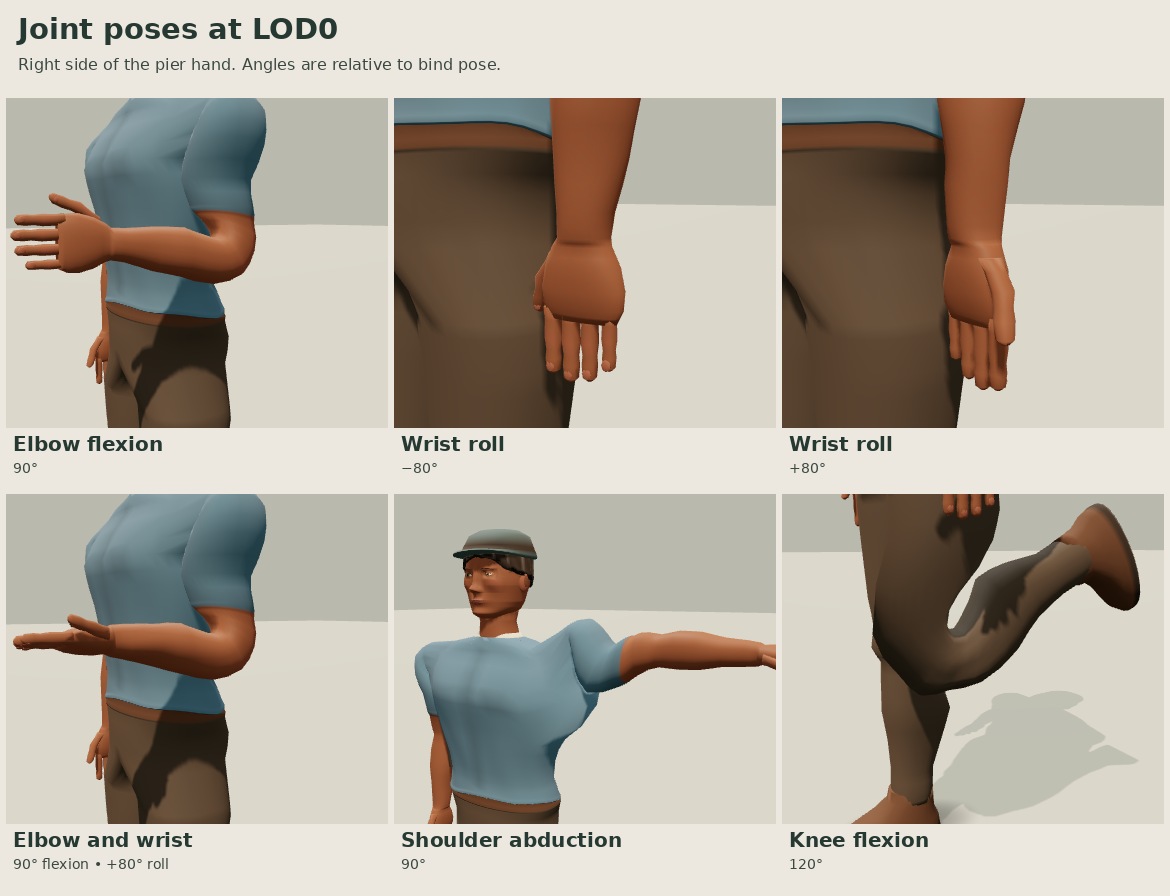 Joint poses at LOD0
Right side of the pier hand. Angles are relative to bind pose.
Elbow flexion
90°
Wrist roll
−80°
Wrist roll
+80°
Elbow and wrist
90° flexion • +80° roll
Shoulder abduction
90°
Knee flexion
120°